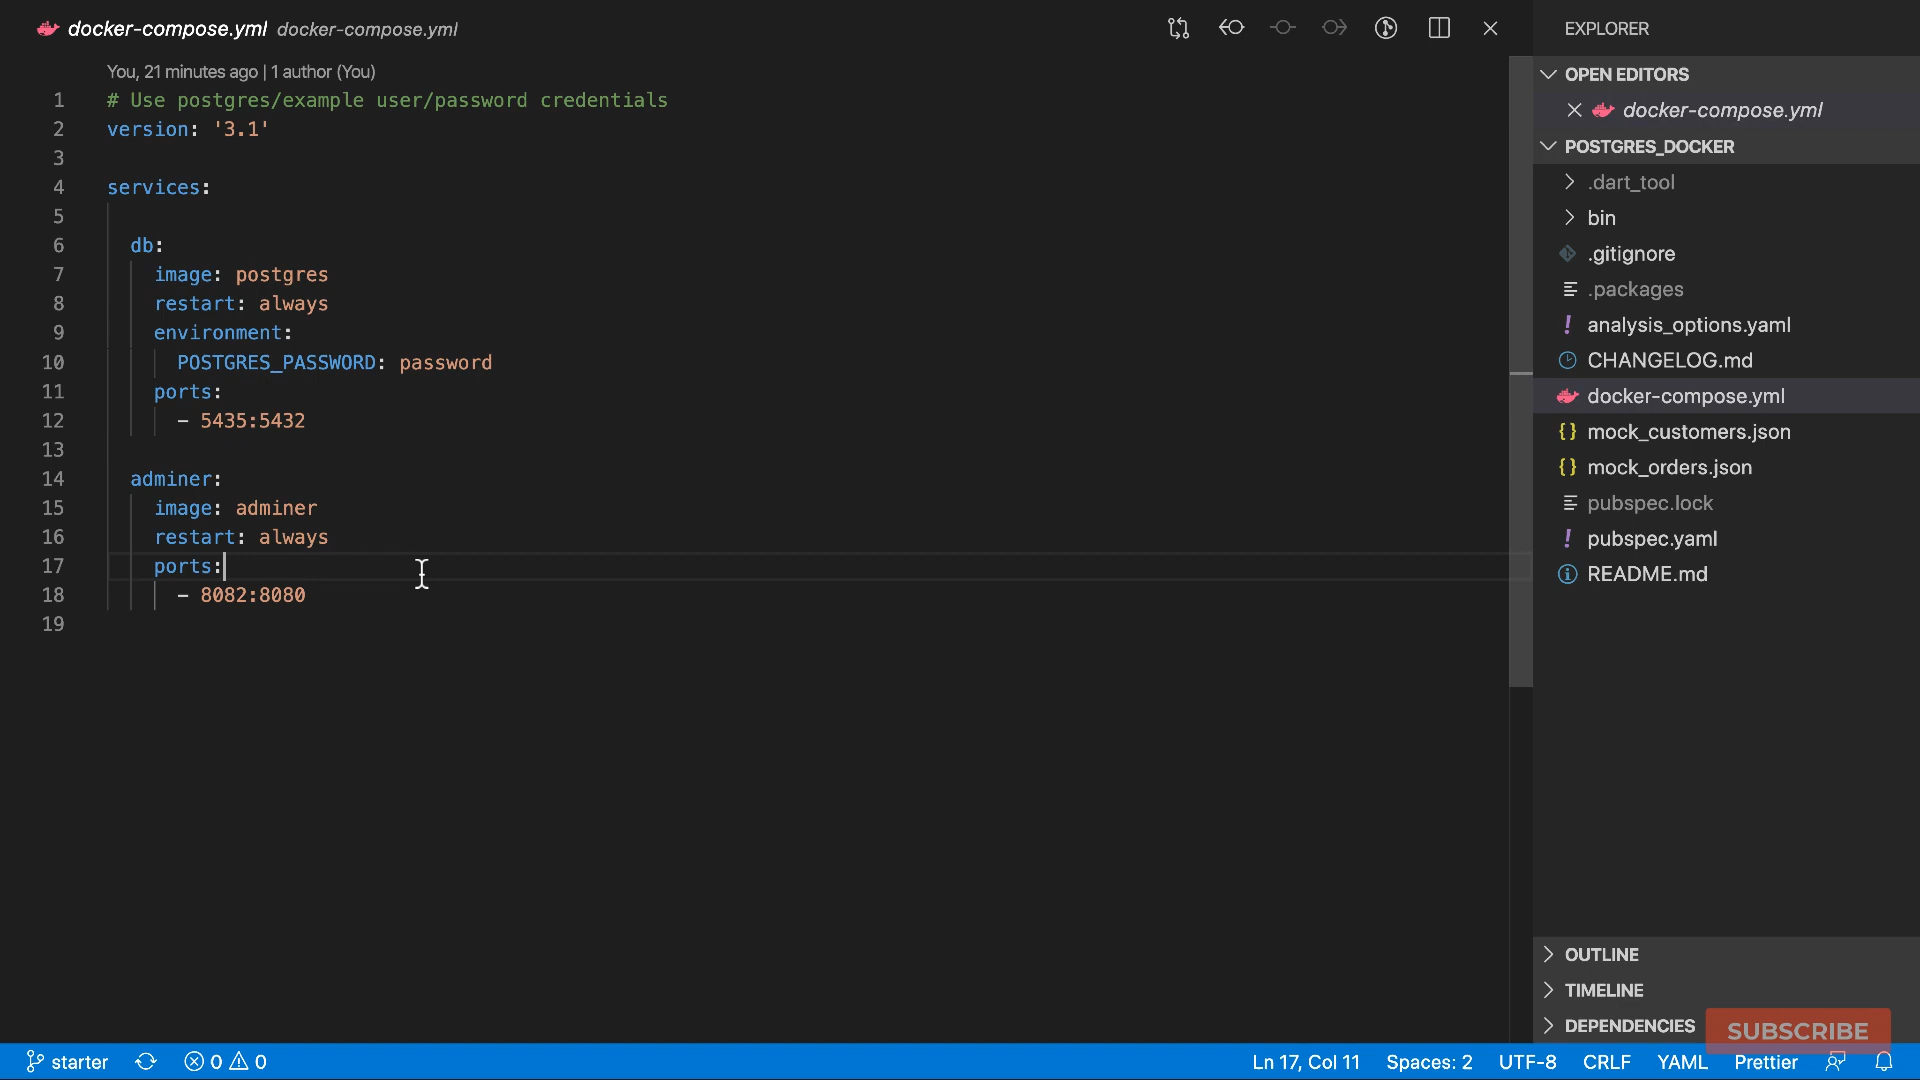 docker-compose.yml docker-compose.yml
You, 21 minutes ago | 1 author (You)
1 # Use postgres/example user/password credentials
2 version: '3.1'
3
4 services:
5
6 db:
7 image: postgres
8 restart: always
9 environment:
10 POSTGRES_PASSWORD: password
11 ports:
12 - 5435:5432
13
14 adminer:
15 image: adminer
16 restart: always
17 ports:
18 - 8082:8080
19
EXPLORER
OPEN EDITORS
docker-compose.yml
POSTGRES_DOCKER
.dart_tool
bin
.gitignore
.packages
analysis_options.yaml
CHANGELOG.md
docker-compose.yml
mock_customers.json
mock_orders.json
pubspec.lock
pubspec.yaml
README.md
OUTLINE
TIMELINE
DEPENDENCIES
SUBSCRIBE
starter 0 0 Ln 17, Col 11 Spaces: 2 UTF-8 CRLF YAML Prettier